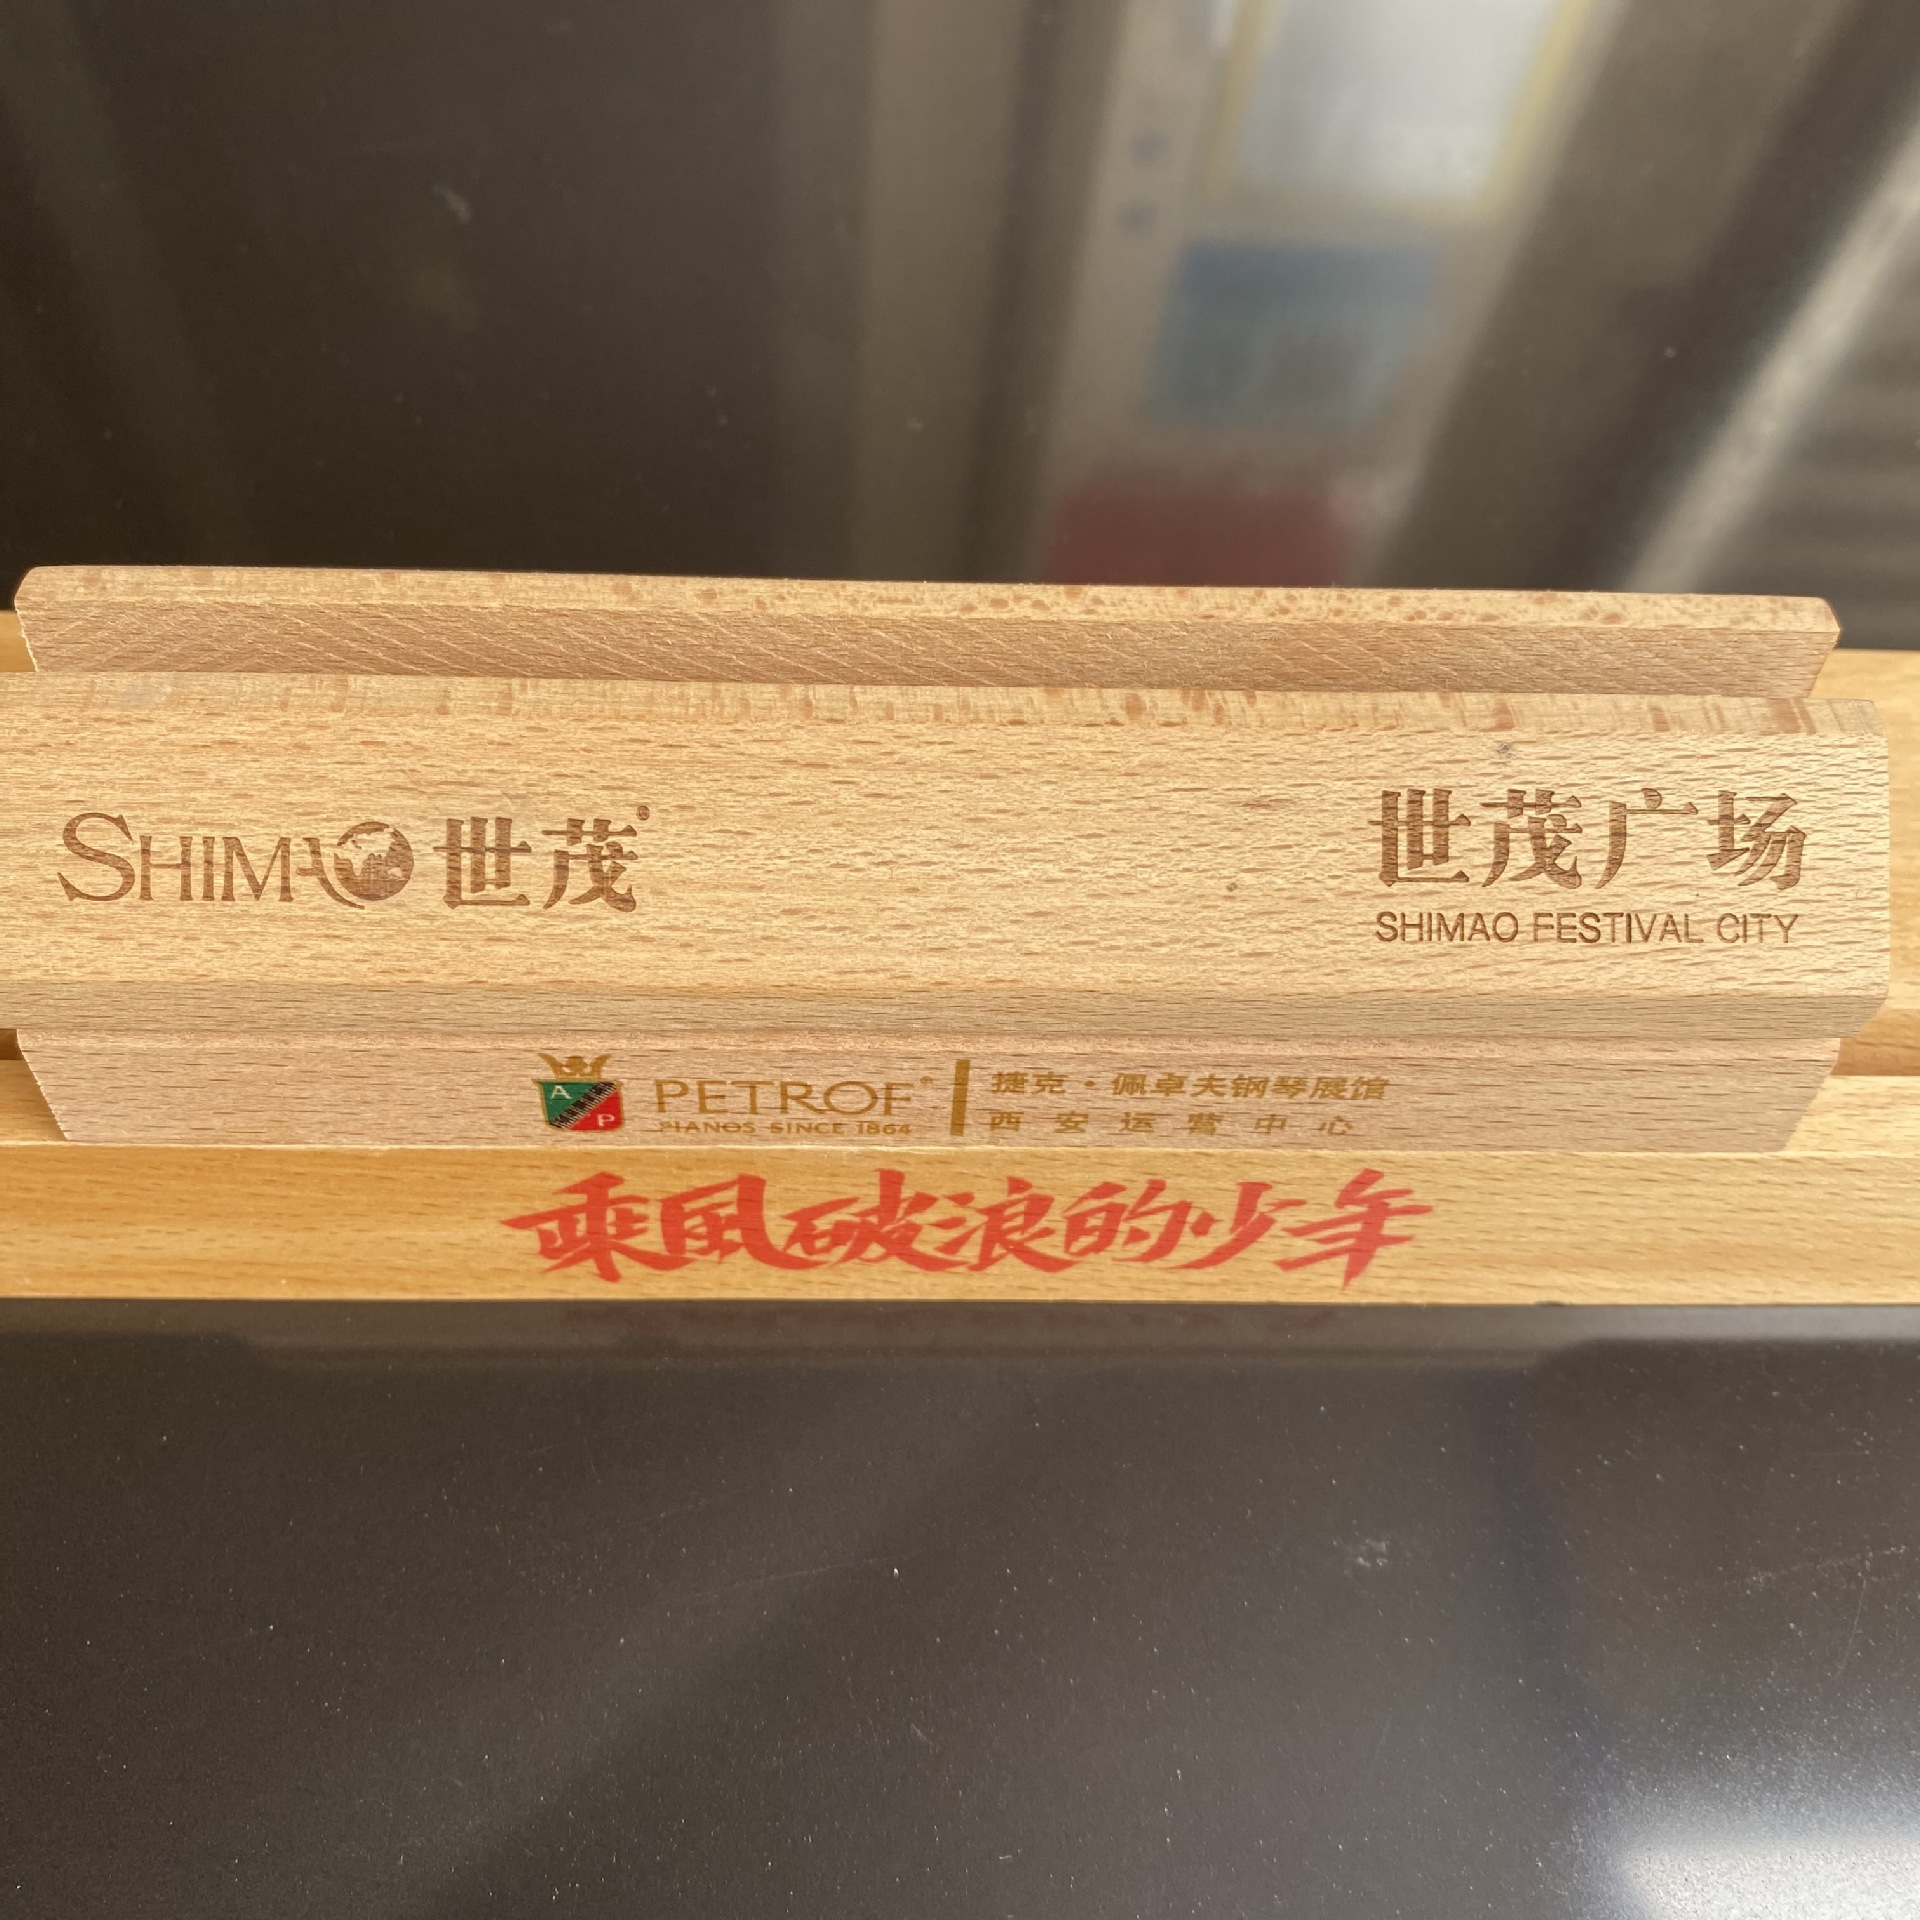 SHIMAO 世茂®
世茂广场
SHIMAO FESTIVAL CITY
A P
PETROF®
PIANOS SINCE 1864
捷克·佩卓夫钢琴展馆
西安运营中心
乘风破浪的少年